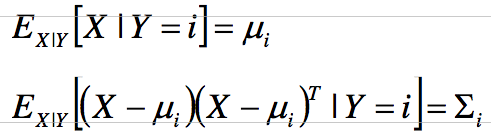 E_{X|Y}[X | Y = i] = μ_i
E_{X|Y}[(X − μ_i)(X − μ_i)^T | Y = i] = Σ_i